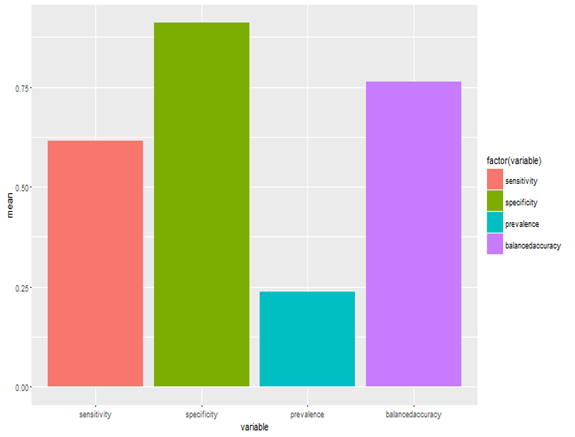 mean
0.75
0.50
0.25
0.00
sensitivity
specificity
prevalence
balancedaccuracy
variable
factor(variable)
sensitivity
specificity
prevalence
balancedaccuracy